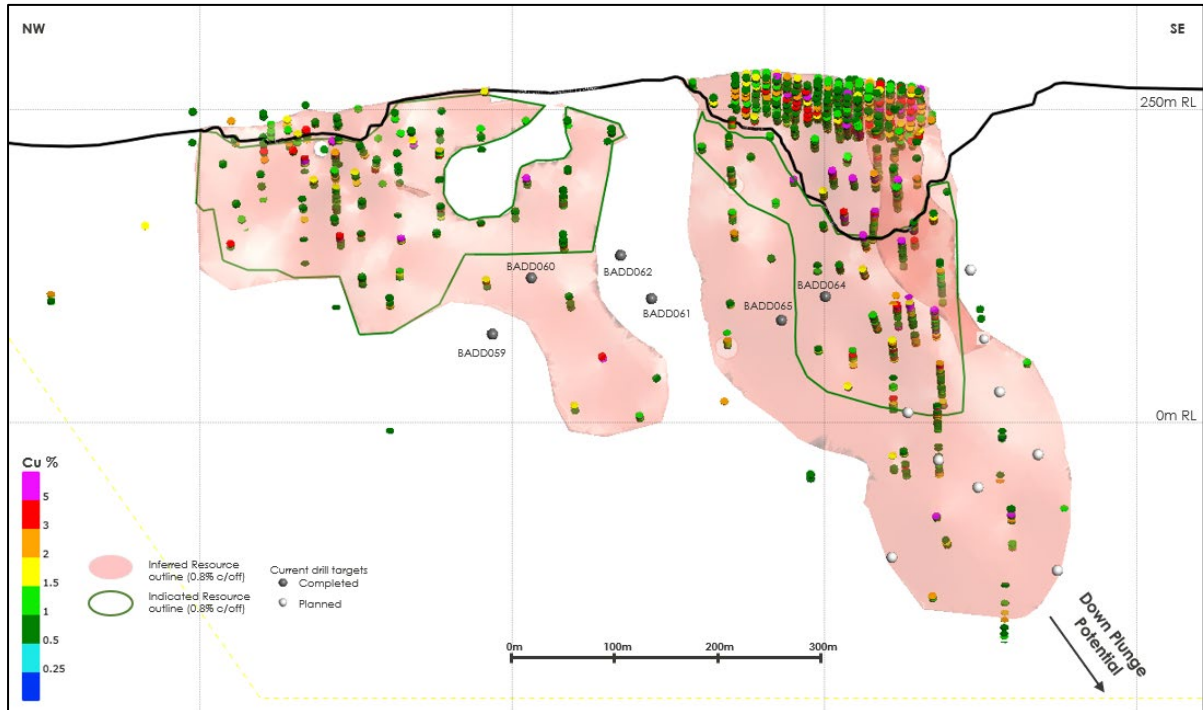 NW
SE
250m RL
BADD060
BADD062
BADD061
BADD059
BADD065
BADD064
0m RL
Cu %
5
3
2
1.5
1
0.5
0.25
Inferred Resource
outline (0.8% c/off)
Indicated Resource
outline (0.8% c/off)
Current drill targets
Completed
Planned
0m
100m
200m
300m
Down Plunge
Potential